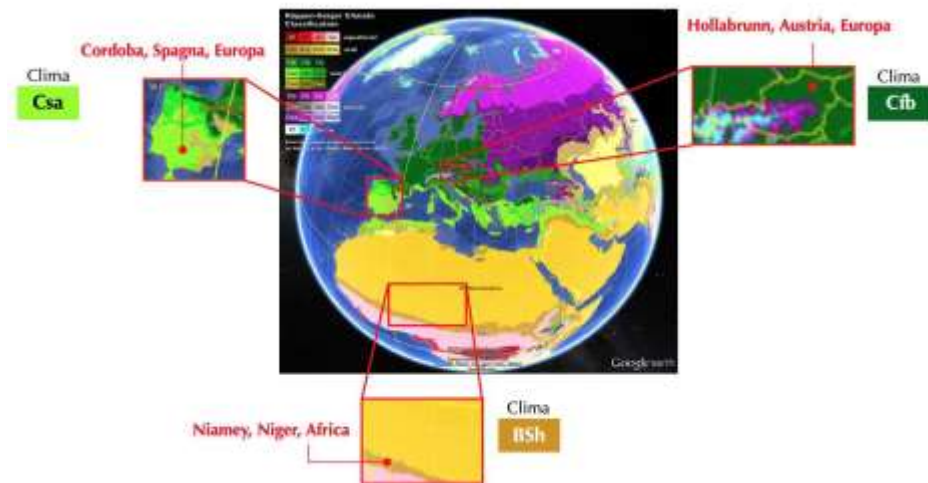 Köppen-Geiger Climate
Classification
Hollabrunn, Austria, Europa
Cordoba, Spagna, Europa
Clima
Csa
Clima
Cfb
Google earth
Clima
BSh
Niamey, Niger, Africa